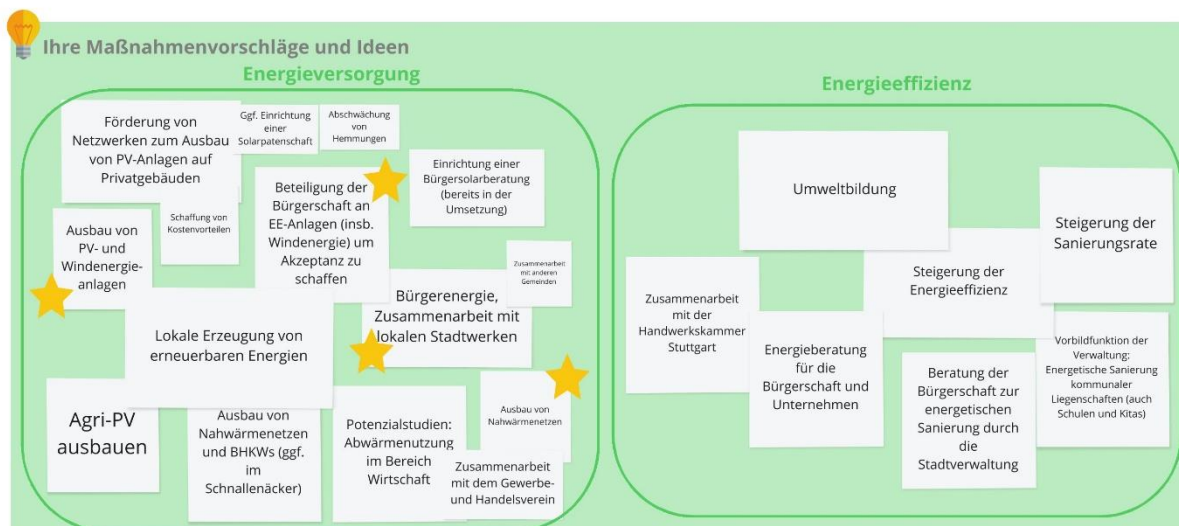 Ihre Maßnahmenvorschläge und Ideen
Energieversorgung
Förderung von
Netzwerken zum Ausbau
von PV-Anlagen auf
Privatgebäuden
Ggf. Einrichtung
einer
Solarpatenschaft
Abschwächung
von
Hemmungen
Einrichtung einer
Bürgersolarberatung
(bereits in der
Umsetzung)
Beteiligung der
Bürgerschaft an
EE-Anlagen (insb.
Windenergie) um
Akzeptanz zu
schaffen
Schaffung von
Kostenvorteilen
Ausbau von
PV- und
Windenergie-
anlagen
Zusammenarbeit
mit anderen
Gemeinden
Bürgerenergie,
Zusammenarbeit mit
lokalen Stadtwerken
Lokale Erzeugung von
erneuerbaren Energien
Agri-PV
ausbauen
Ausbau von
Nahwärmenetzen
und BHKWs (ggf.
im
Schnallenäcker)
Potenzialstudien:
Abwärmenutzung
im Bereich
Wirtschaft
Ausbau von
Nahwärmenetzen
Zusammenarbeit
mit dem Gewerbe-
und Handelsverein
Energieeffizienz
Umweltbildung
Steigerung der
Sanierungsrate
Steigerung der
Energieeffizienz
Zusammenarbeit
mit der
Handwerkskammer
Stuttgart
Energieberatung
für die
Bürgerschaft und
Unternehmen
Beratung der
Bürgerschaft zur
energetischen
Sanierung durch
die
Stadtverwaltung
Vorbildfunktion der
Verwaltung:
Energetische Sanierung
kommunaler
Liegenschaften (auch
Schulen und Kitas)